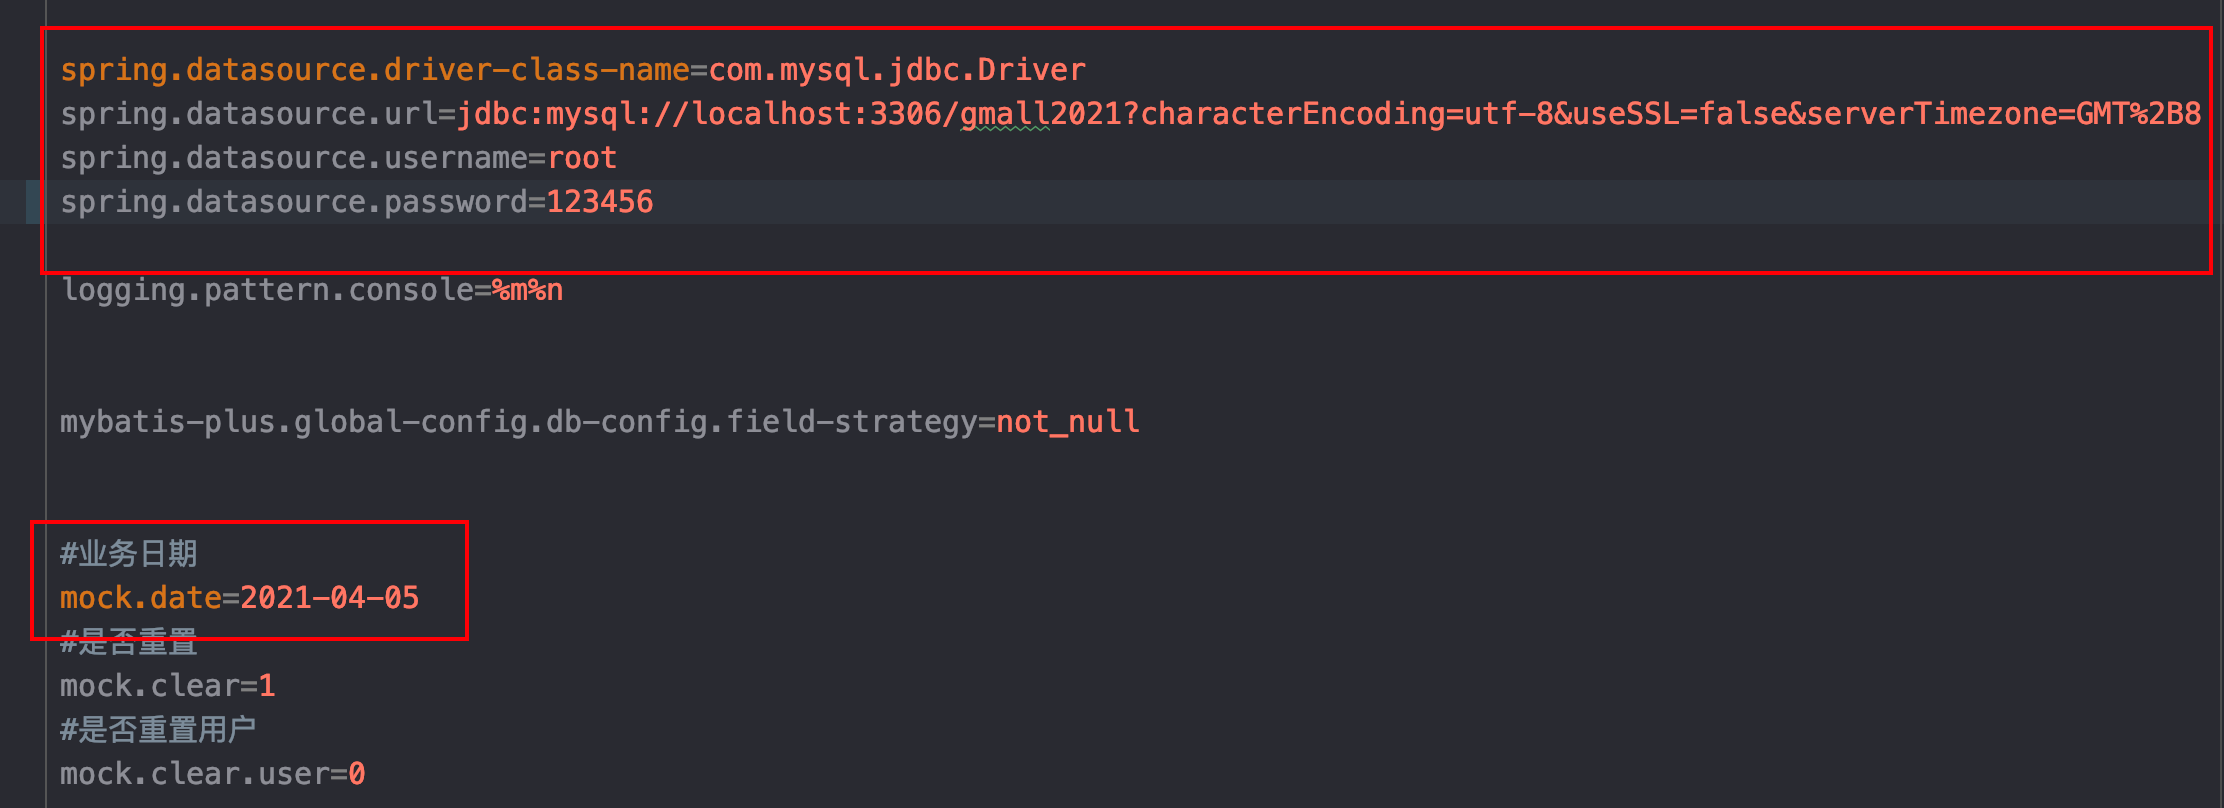 spring.datasource.driver-class-name=com.mysql.jdbc.Driver
spring.datasource.url=jdbc:mysql://localhost:3306/gmall2021?characterEncoding=utf-8&useSSL=false&serverTimezone=GMT%2B8
spring.datasource.username=root
spring.datasource.password=123456
logging.pattern.console=%m%n
mybatis-plus.global-config.db-config.field-strategy=not_null
#业务日期
mock.date=2021-04-05
#是否重置
mock.clear=1
#是否重置用户
mock.clear.user=0